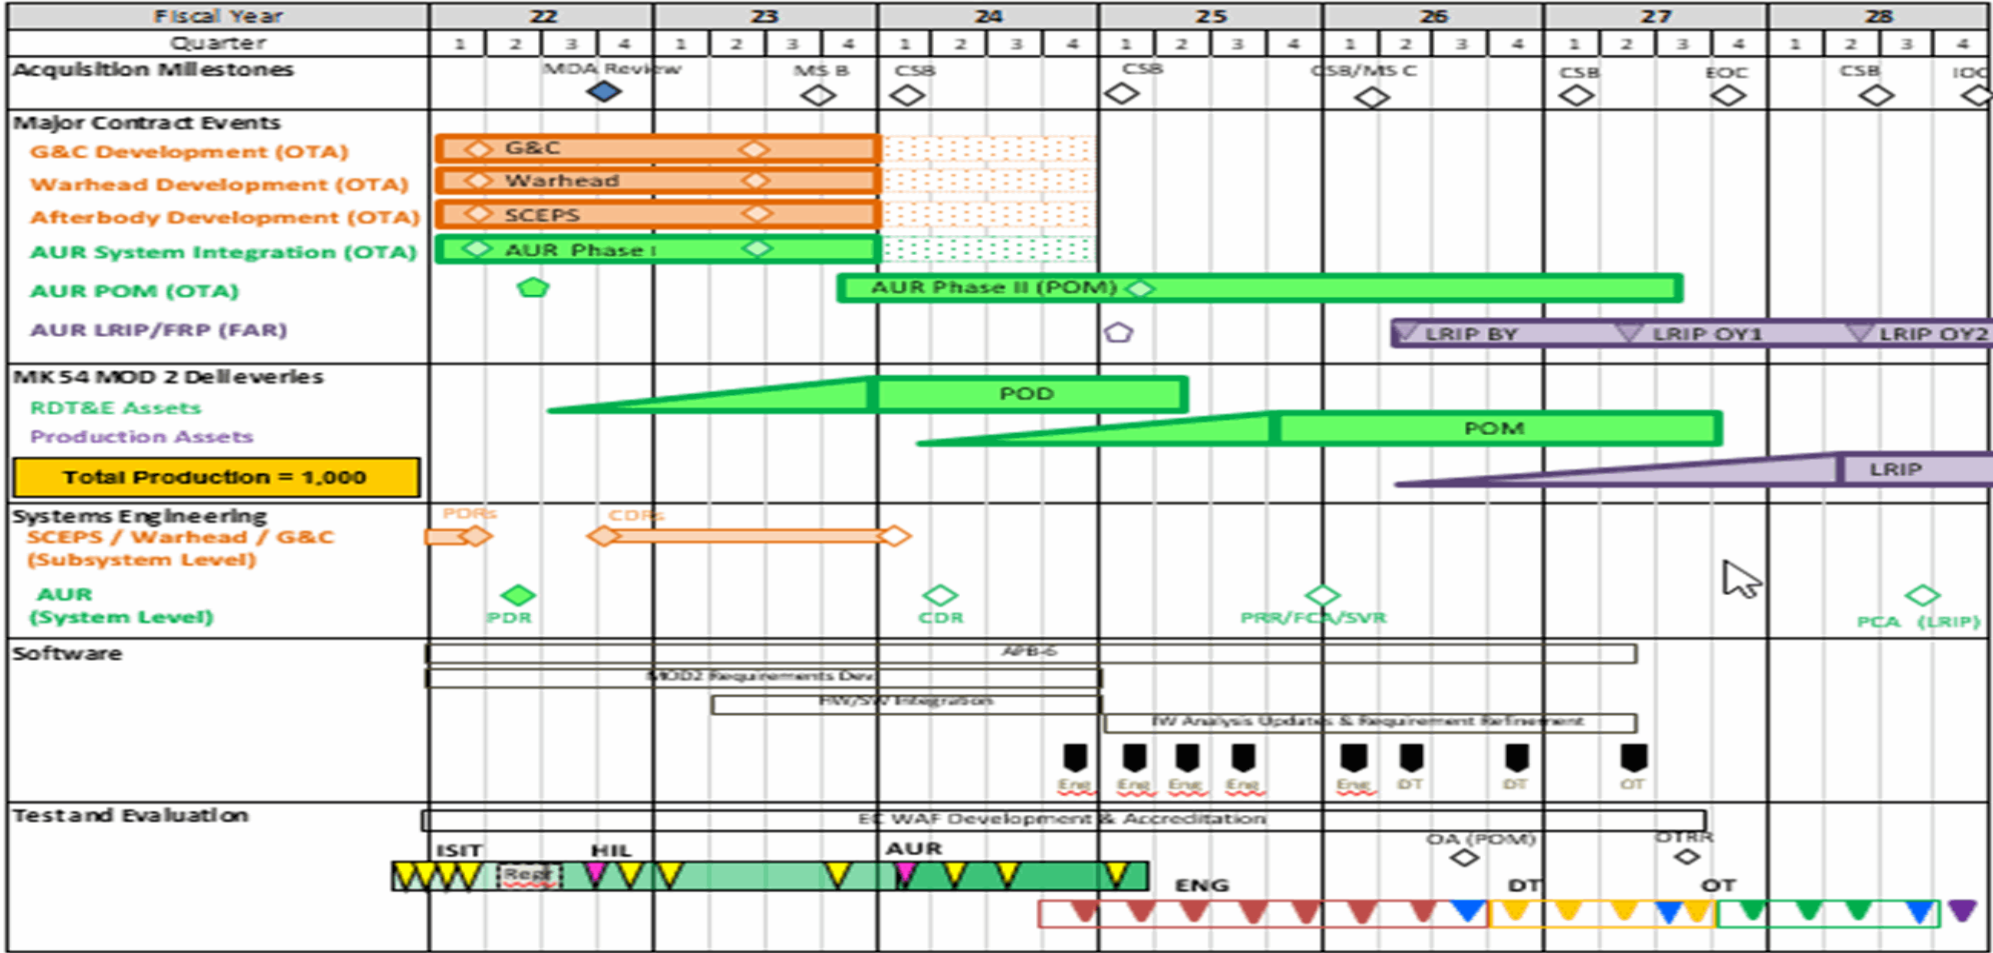 Fiscal Year 22 23 24 25 26 27 28
Quarter 1 2 3 4 1 2 3 4 1 2 3 4 1 2 3 4 1 2 3 4 1 2 3 4 1 2 3 4
Acquisition Milestones MDA Review MS B CSB CSB CSB/MS C CSB EOC CSB IOC
Major Contract Events
G&C Development (OTA) G&C
Warhead Development (OTA) Warhead
Afterbody Development (OTA) SCEPS
AUR System Integration (OTA) AUR Phase I
AUR POM (OTA) AUR Phase II (POM)
AUR LRIP/FRP (FAR) LRIP BY LRIP OY1 LRIP OY2
MK 54 MOD 2 Delleveries
RDT&E Assets POD
Production Assets POM
Total Production = 1,000 LRIP
Systems Engineering PDRs CDRs
SCEPS / Warhead / G&C
(Subsystem Level)
AUR
(System Level) PDR CDR PRR/FCA/SVR PCA (LRIP)
Software APB-6
MOD2 Requirements Dev
HW/SW Integration
IW Analysis Updates & Requirement Refinement
Eng Eng Eng Eng Eng DT DT OT
Test and Evaluation EC WAF Development & Accreditation
OA (POM) OTRR
ISIT HIL AUR
Regr
ENG DT OT